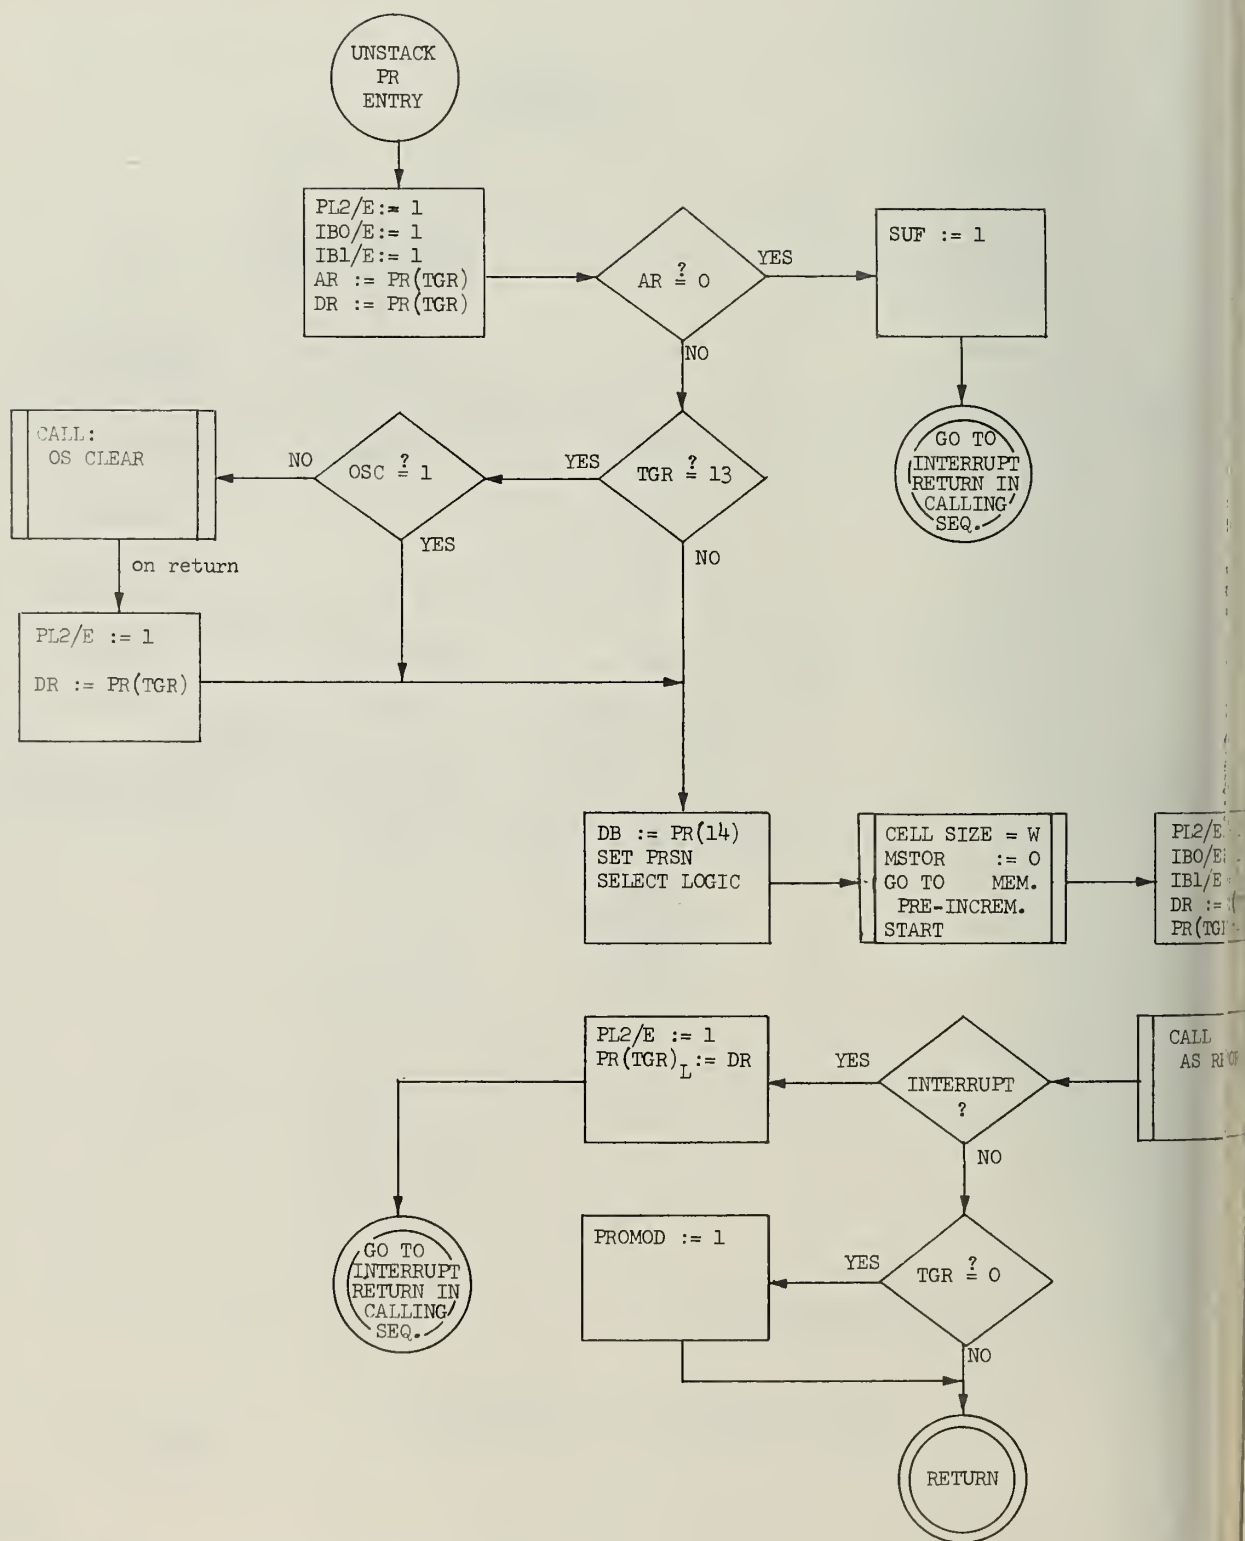 UNSTACK
PR
ENTRY
PL2/E:= 1
IB0/E:= 1
IB1/E:= 1
AR := PR(TGR)
DR := PR(TGR)
AR ?= 0
YES
SUF := 1
NO
GO TO
INTERRUPT
RETURN IN
CALLING
SEQ.
TGR ?= 13
YES
OSC ?= 1
NO
CALL:
OS CLEAR
YES
NO
on return
PL2/E := 1
DR := PR(TGR)
DB := PR(14)
SET PRSN
SELECT LOGIC
CELL SIZE = W
MSTOR := 0
GO TO MEM.
PRE-INCREM.
START
PL2/E
IB0/E
IB1/E
DR :=
PR(TG
CALL
AS
INTERRUPT
?
YES
PL2/E := 1
PR(TGR)L := DR
NO
GO TO
INTERRUPT
RETURN IN
CALLING
SEQ.
TGR ?= 0
YES
PROMOD := 1
NO
RETURN